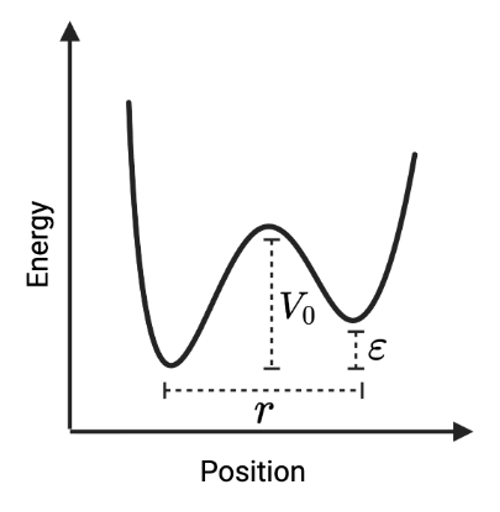 Energy
V₀
ε
r
Position